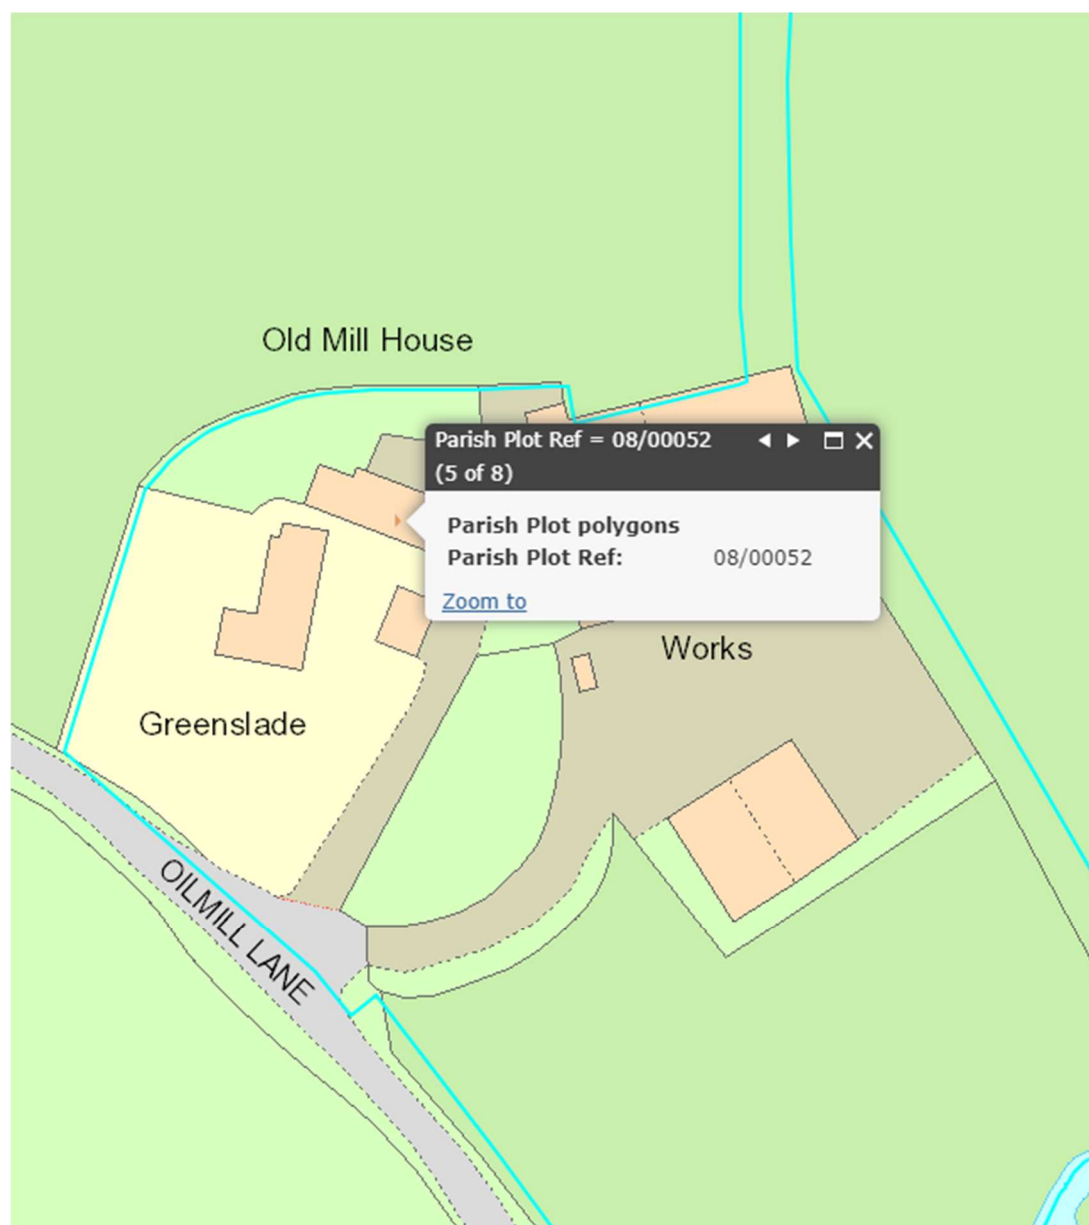 Old Mill House
Parish Plot Ref = 08/00052
(5 of 8)
Parish Plot polygons
Parish Plot Ref: 08/00052
Zoom to
Works
Greenslade
OILMILL LANE